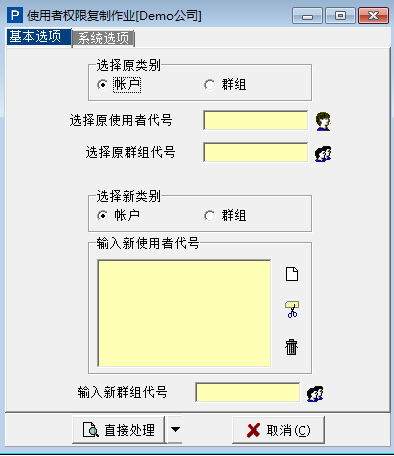 P 使用者权限复制作业[Demo公司]
基本选项 系统选项
选择原类别
帐户 群组
选择原使用者代号
选择原群组代号
选择新类别
帐户 群组
输入新使用者代号
输入新群组代号
直接处理 取消(C)